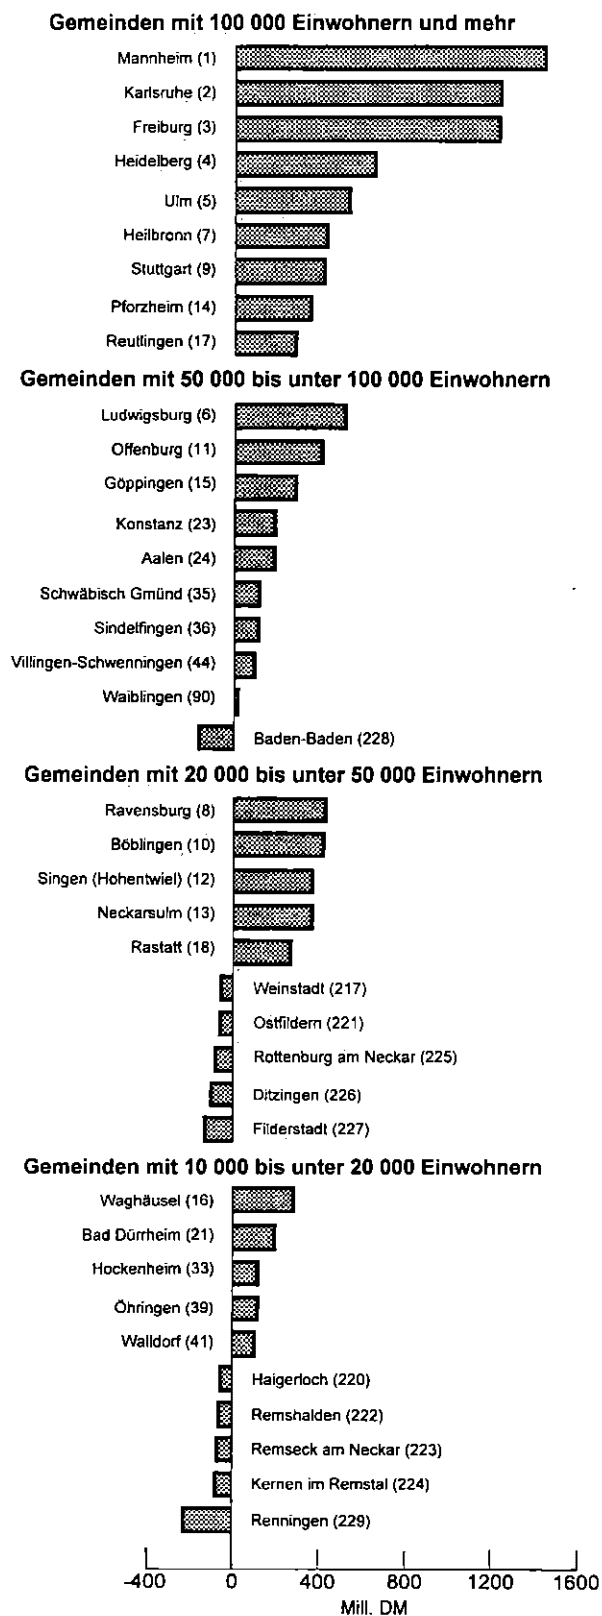 Gemeinden mit 100 000 Einwohnern und mehr
Mannheim (1)
Karlsruhe (2)
Freiburg (3)
Heidelberg (4)
Ulm (5)
Heilbronn (7)
Stuttgart (9)
Pforzheim (14)
Reutlingen (17)
Gemeinden mit 50 000 bis unter 100 000 Einwohnern
Ludwigsburg (6)
Offenburg (11)
Göppingen (15)
Konstanz (23)
Aalen (24)
Schwäbisch Gmünd (35)
Sindelfingen (36)
Villingen-Schwenningen (44)
Waiblingen (90)
Baden-Baden (228)
Gemeinden mit 20 000 bis unter 50 000 Einwohnern
Ravensburg (8)
Böblingen (10)
Singen (Hohentwiel) (12)
Neckarsulm (13)
Rastatt (18)
Weinstadt (217)
Ostfildern (221)
Rottenburg am Neckar (225)
Ditzingen (226)
Filderstadt (227)
Gemeinden mit 10 000 bis unter 20 000 Einwohnern
Waghäusel (16)
Bad Dürrheim (21)
Hockenheim (33)
Öhringen (39)
Walldorf (41)
Haigerloch (220)
Remshalden (222)
Remseck am Neckar (223)
Kernen im Remstal (224)
Renningen (229)
-400 0 400 800 1200 1600
Mill. DM